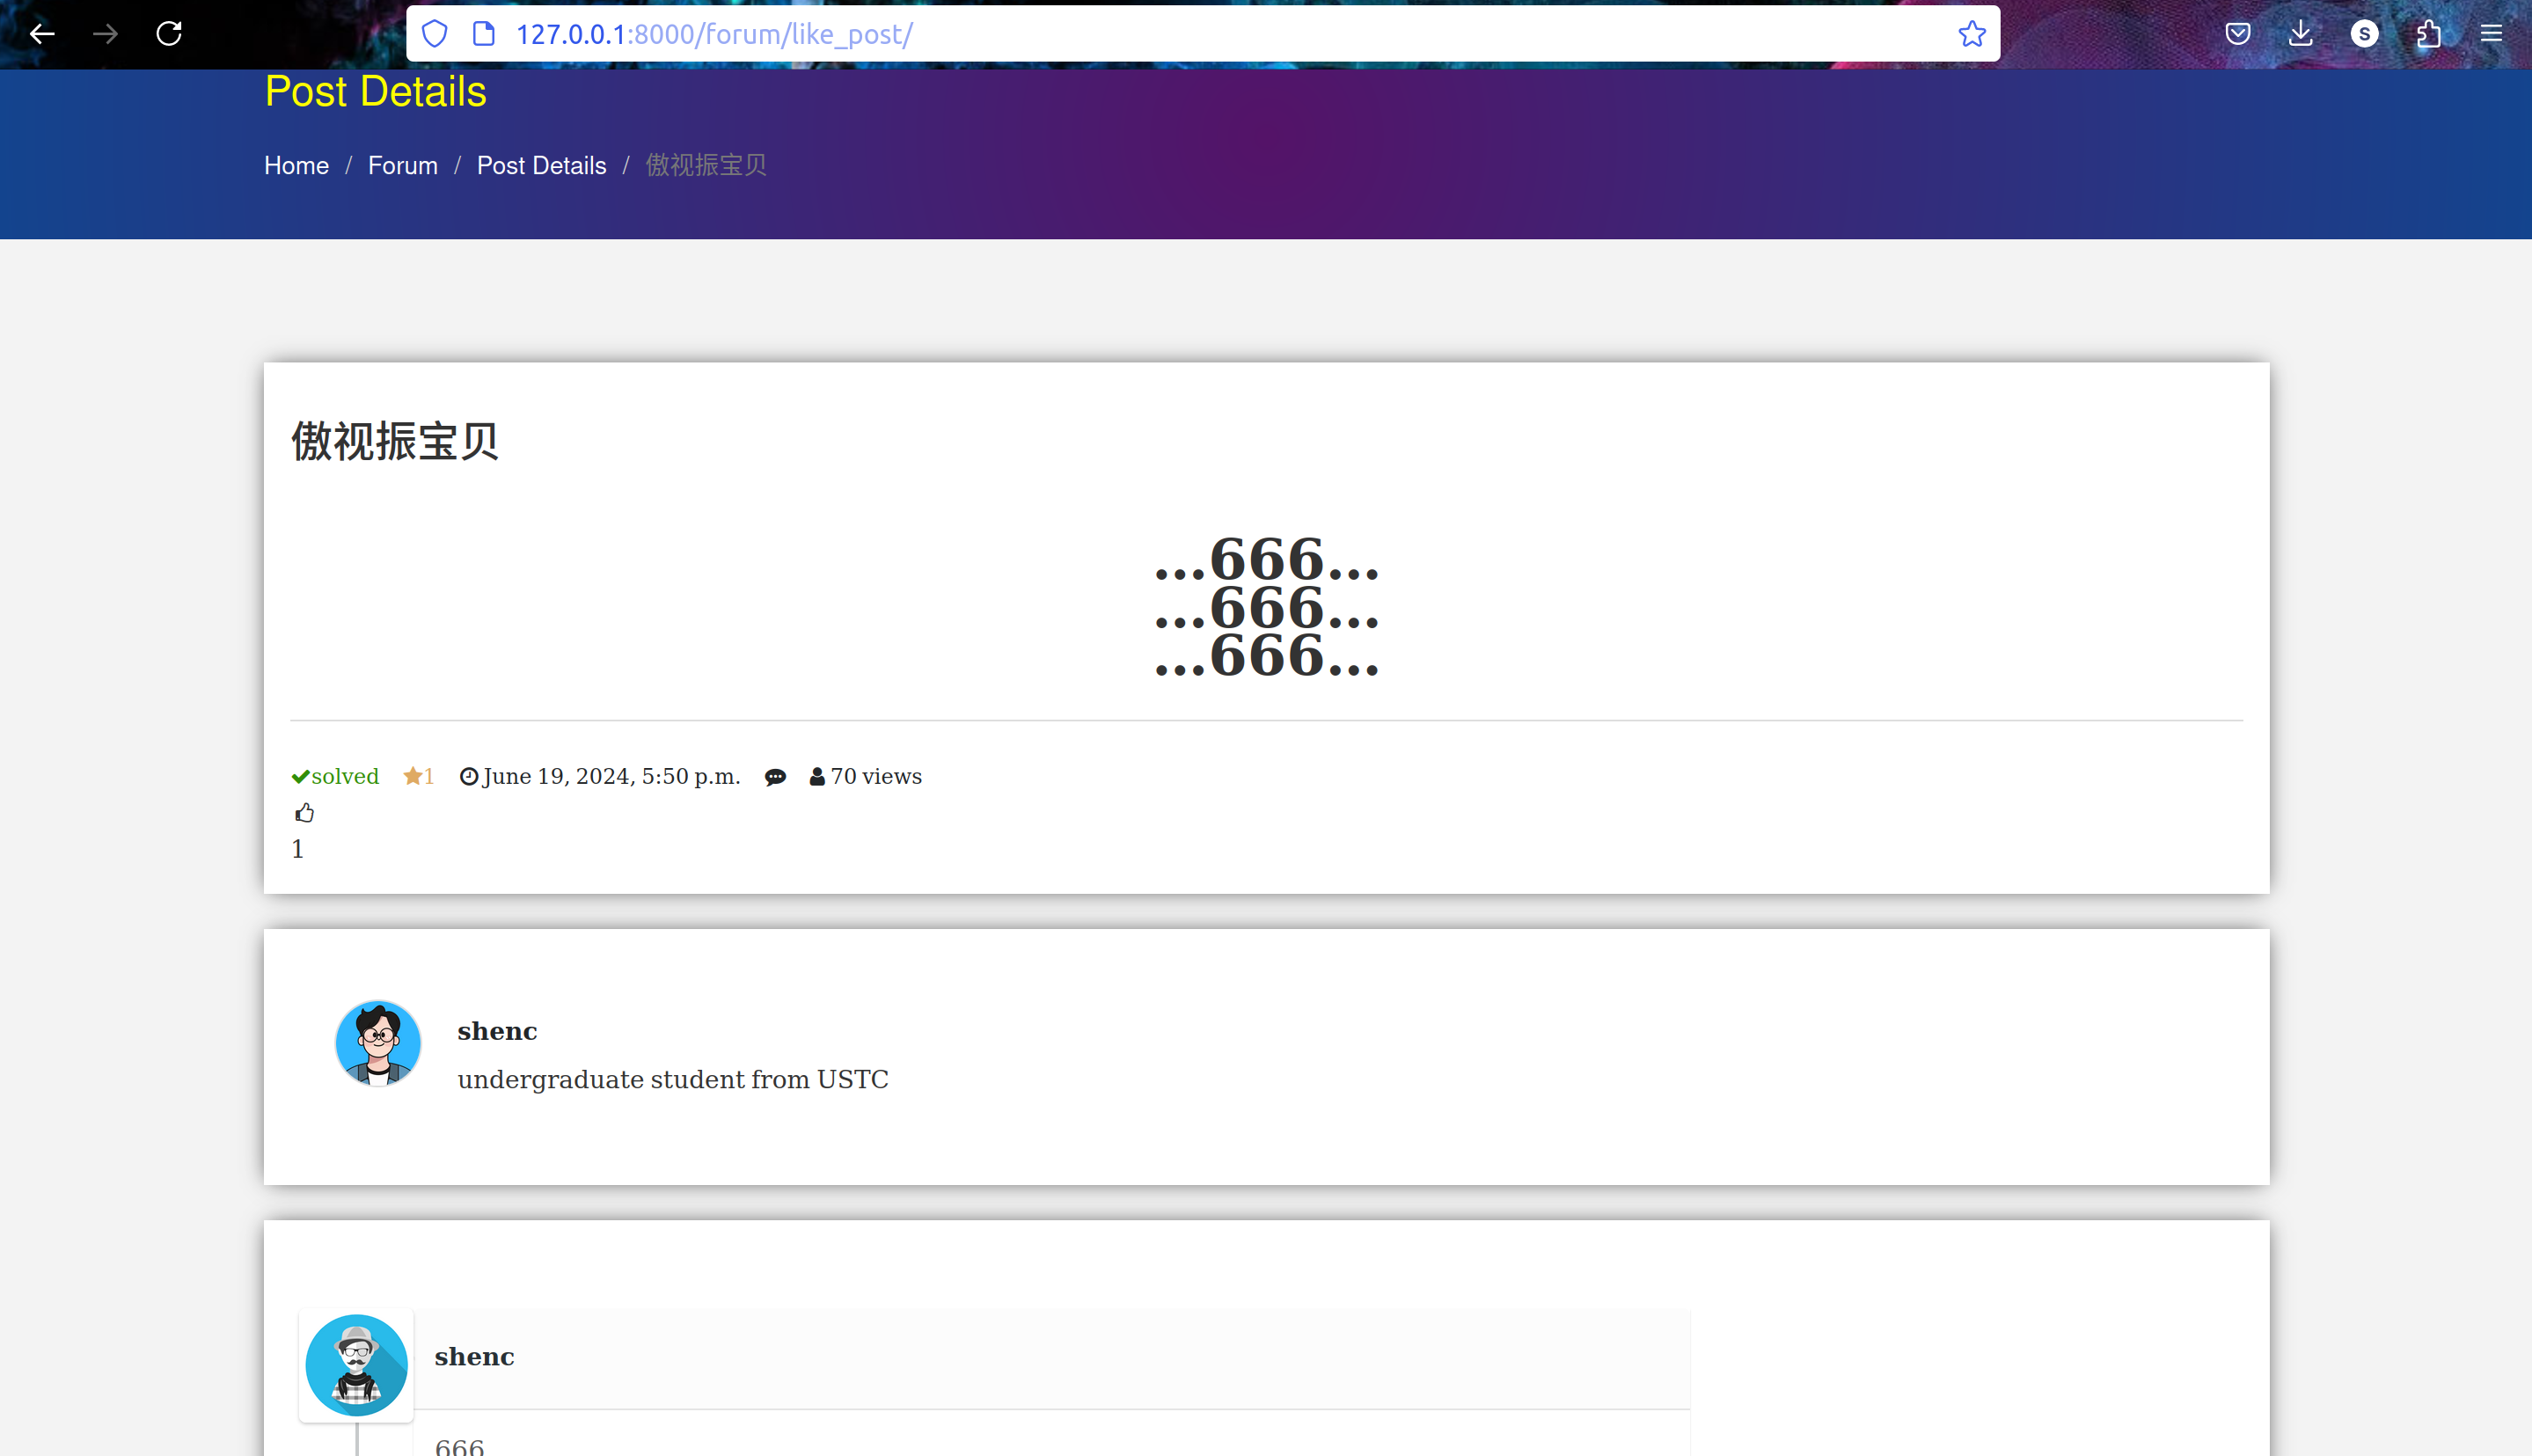 127.0.0.1:8000/forum/like_post/
S
Post Details
Home / Forum / Post Details / 傲视振宝贝
傲视振宝贝
...666...
...666...
...666...
solved 1 June 19, 2024, 5:50 p.m. 70 views
1
shenc
undergraduate student from USTC
shenc
666